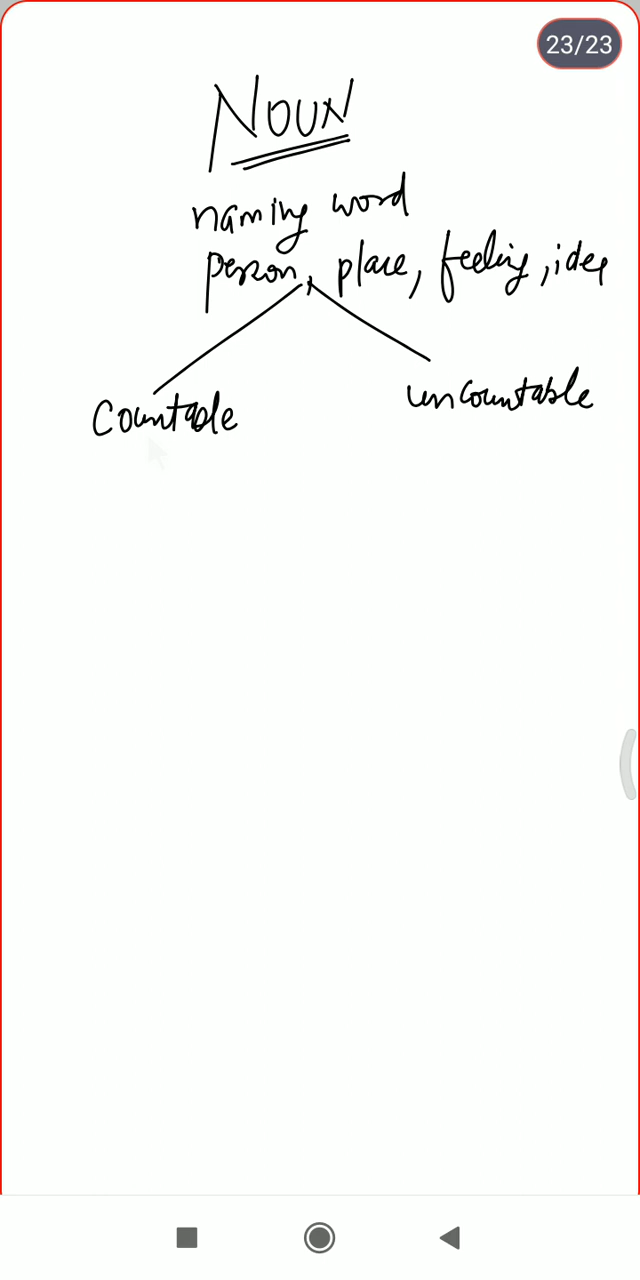 23/23
NOUN
naming word
person, place, feeling, idea
Countable
uncountable